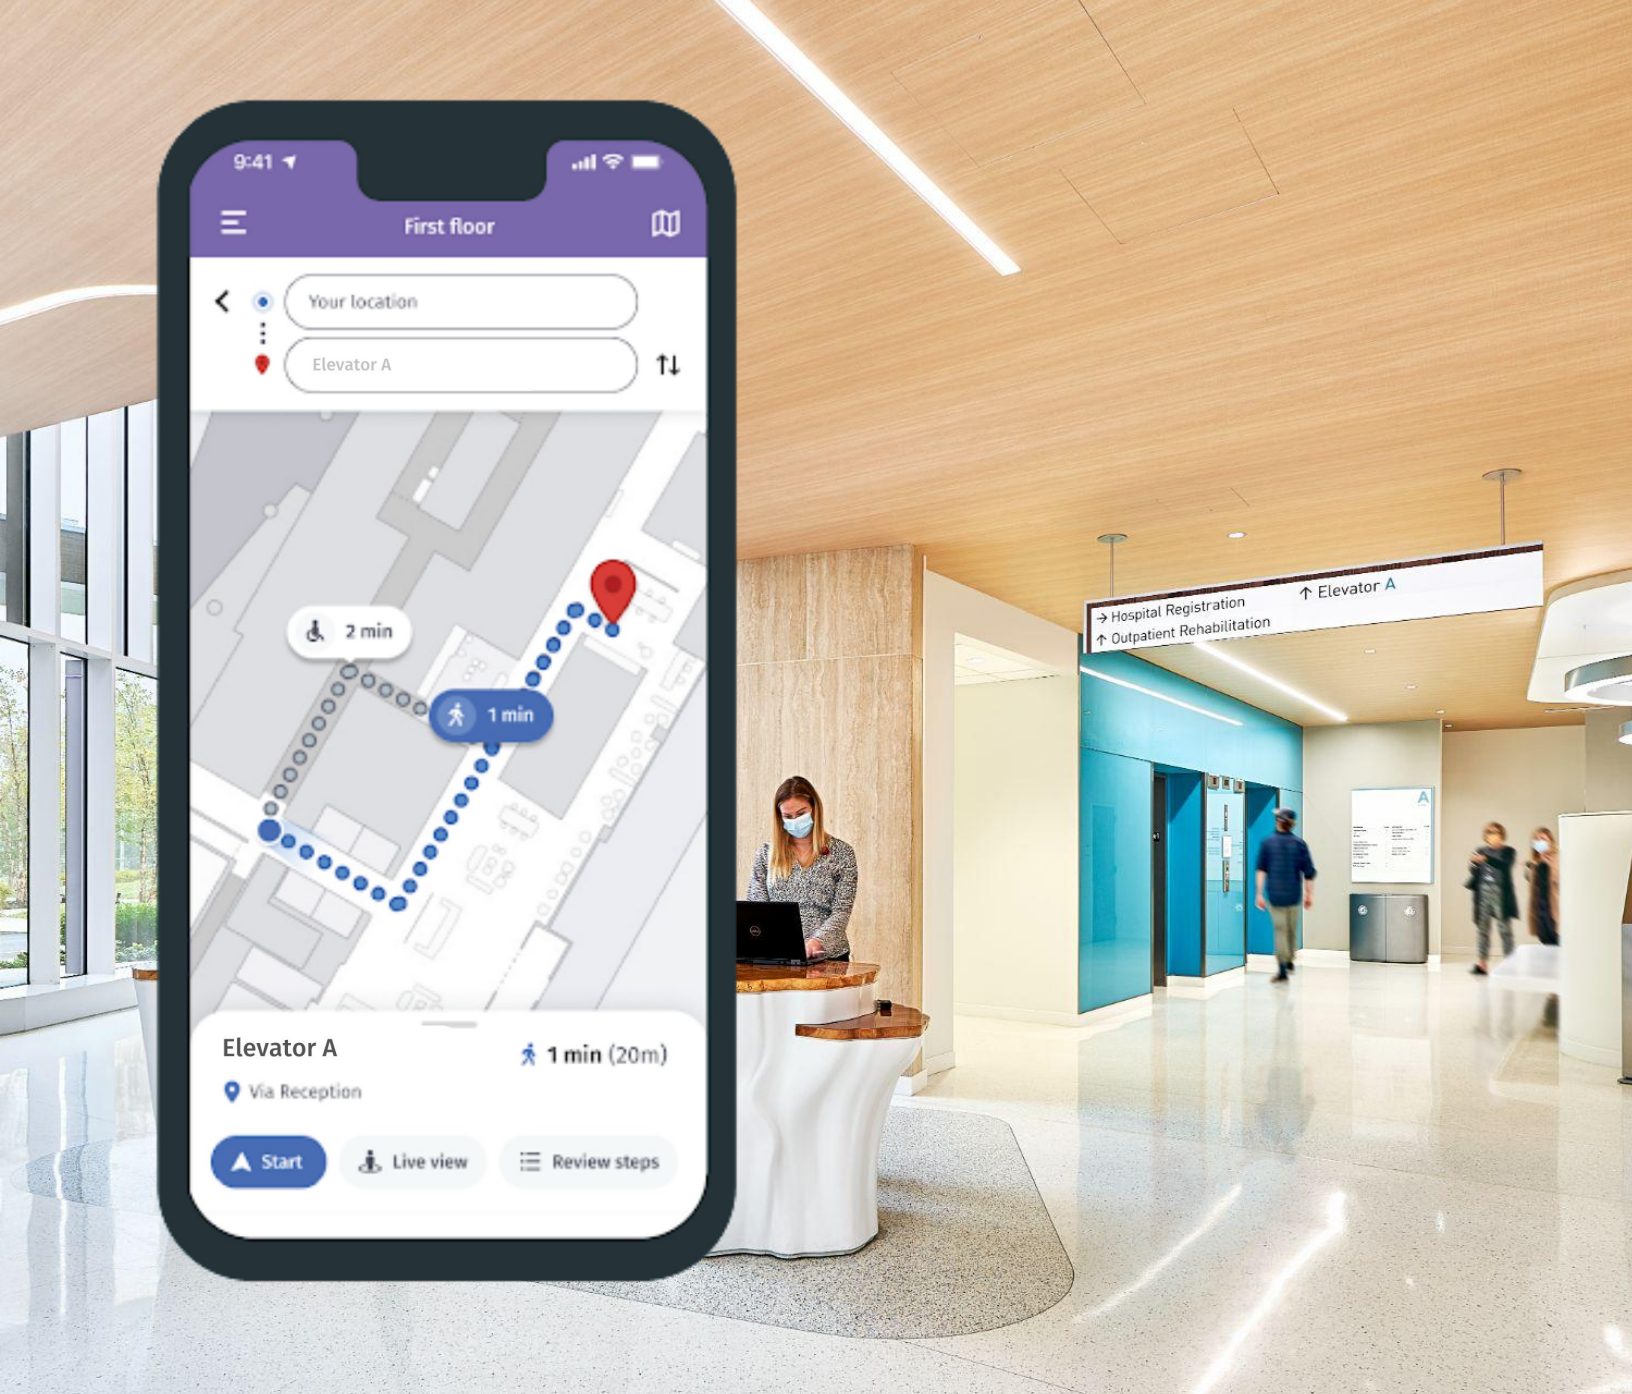 9:41
First floor
Your location
Elevator A
2 min
1 min
Elevator A
1 min (20m)
Via Reception
Start
Live view
Review steps
→ Hospital Registration
↑ Outpatient Rehabilitation
↑ Elevator A
A